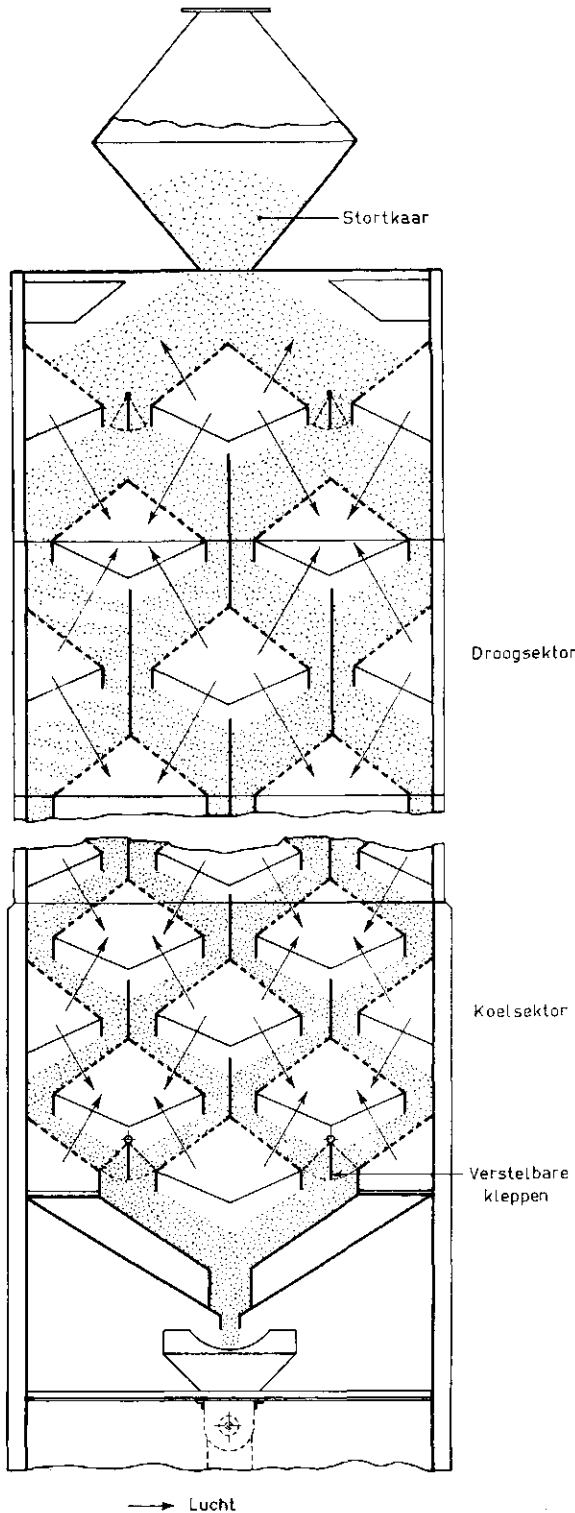 Stortkaar
Droogsektor
Koelsektor
Verstelbare
kleppen
Lucht